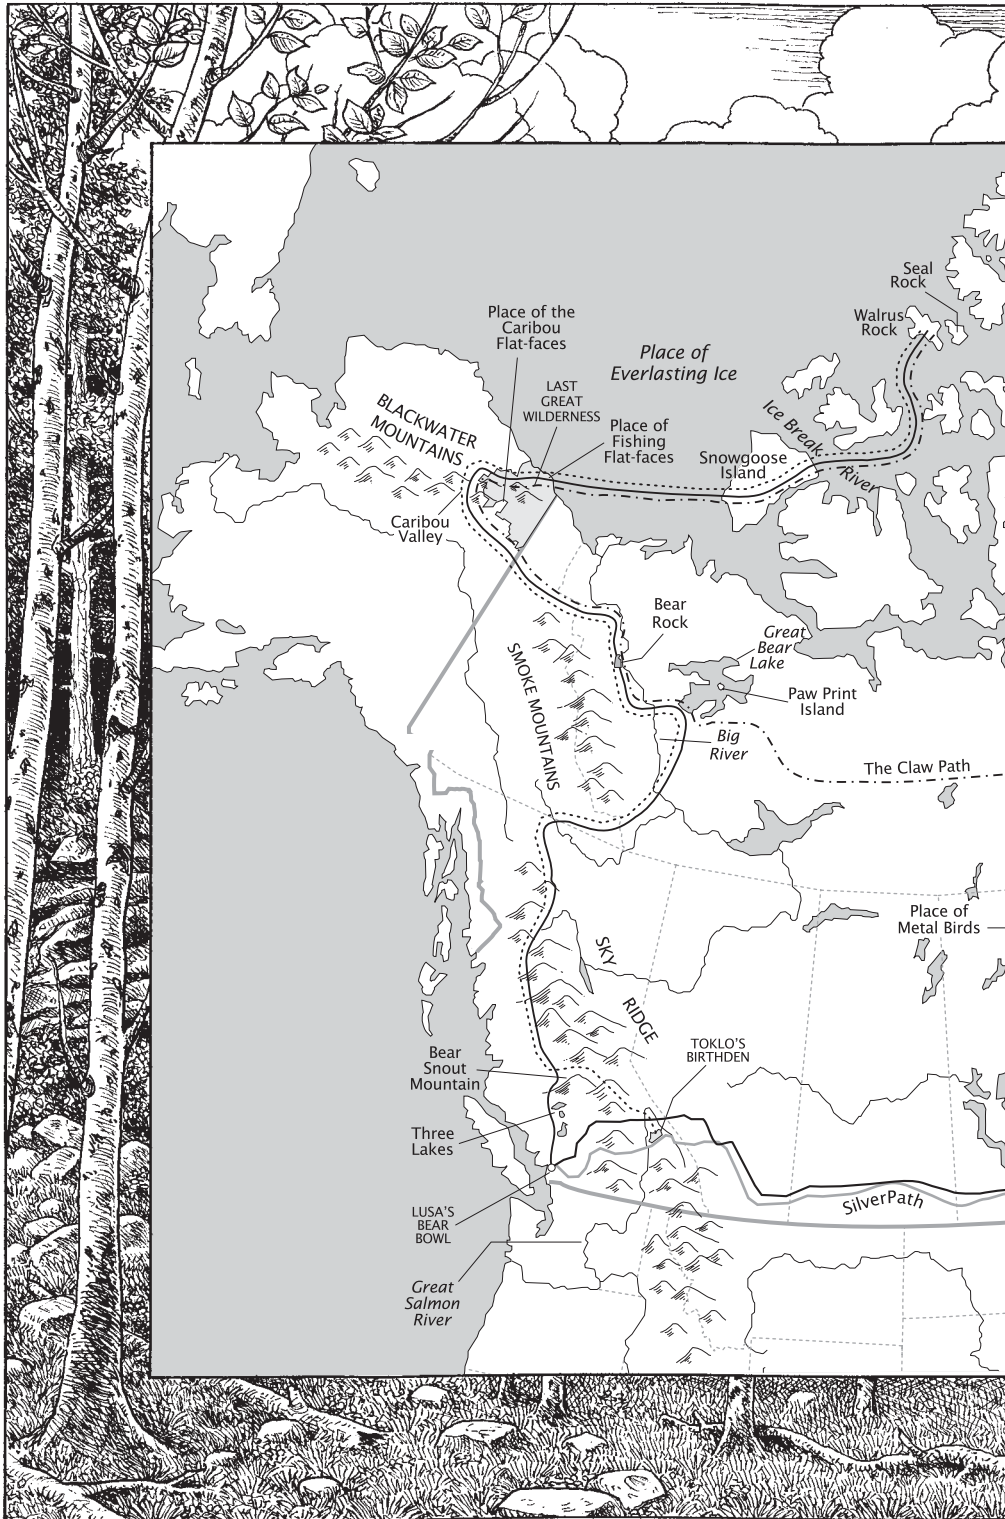 Seal
Rock
Walrus
Rock
Place of the
Caribou
Flat-faces
Place of
Everlasting Ice
LAST
GREAT
WILDERNESS
BLACKWATER
MOUNTAINS
Ice Break
River
Place of
Fishing
Flat-faces
Snowgoose
Island
Caribou
Valley
Bear
Rock
Great
Bear
Lake
SMOKE MOUNTAINS
Paw Print
Island
Big
River
The Claw Path
Place of
Metal Birds
SKY
RIDGE
TOKLO'S
BIRTHDEN
Bear
Snout
Mountain
Three
Lakes
SilverPath
LUSA'S
BEAR
BOWL
Great
Salmon
River